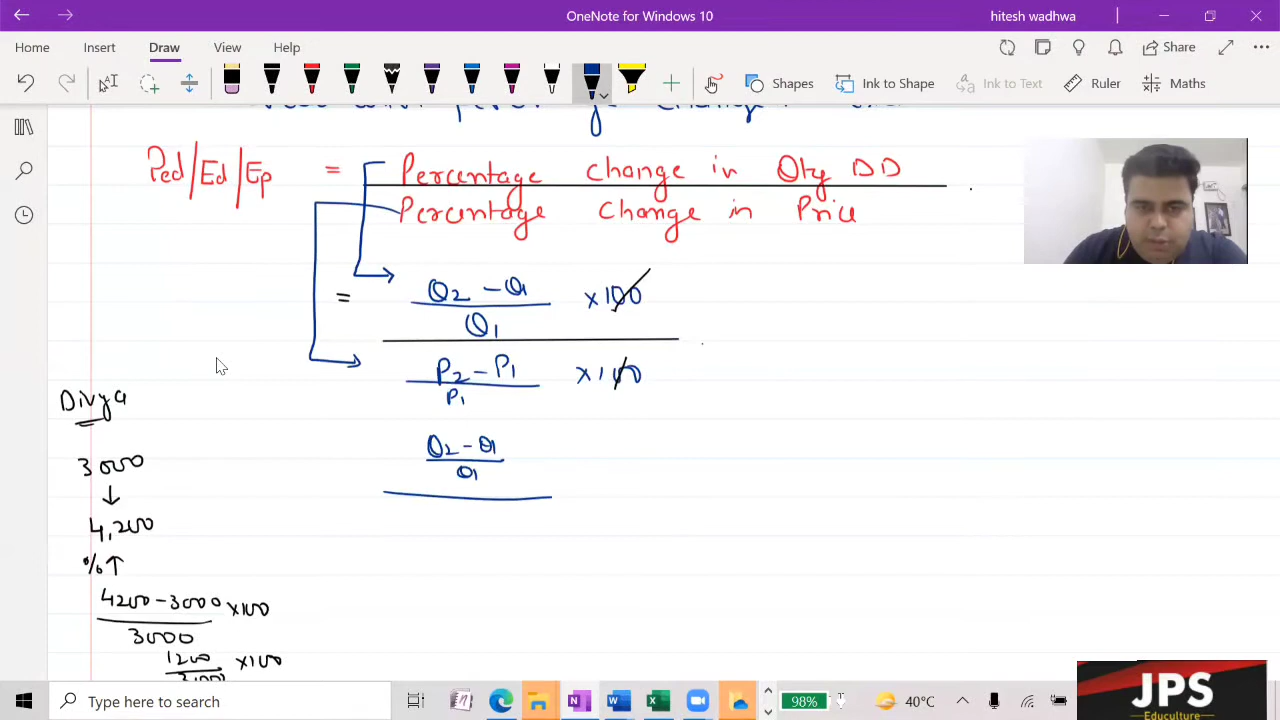 OneNote for Windows 10
hitesh wadhwa
Home Insert Draw View Help
Share
Shapes Ink to Shape Ink to Text Ruler Maths
change
Ped/Ed/Ep = Percentage change in Qty DD
Percentage Change in Price
= Q2 - Q1 ×100
Q1
P2 - P1 ×100
P1
Divya
Q2 - Q1
Q1
3000
↓
4,200
% ↑
4200 - 3000 ×100
3000
1200 ×100
3000
JPS
Educulture
Type here to search
98%
40°C